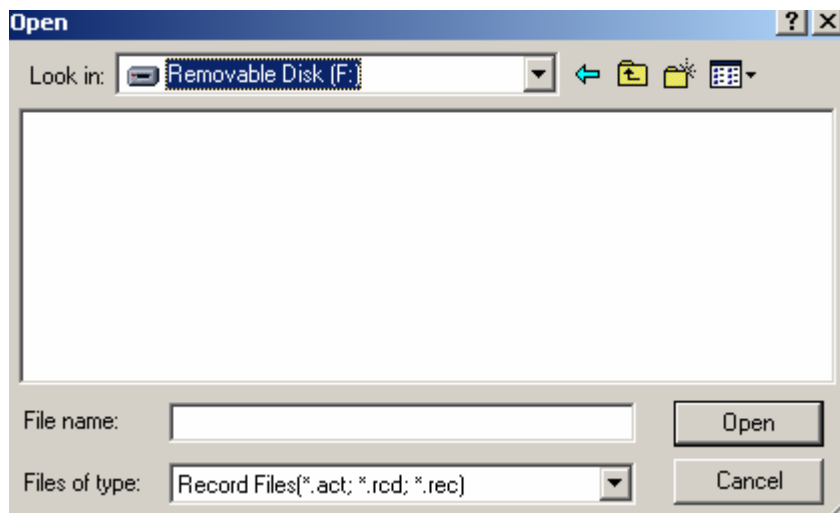 Open
Look in: Removable Disk (F:)
File name: Open
Files of type: Record Files(*.act; *.rcd; *.rec) Cancel